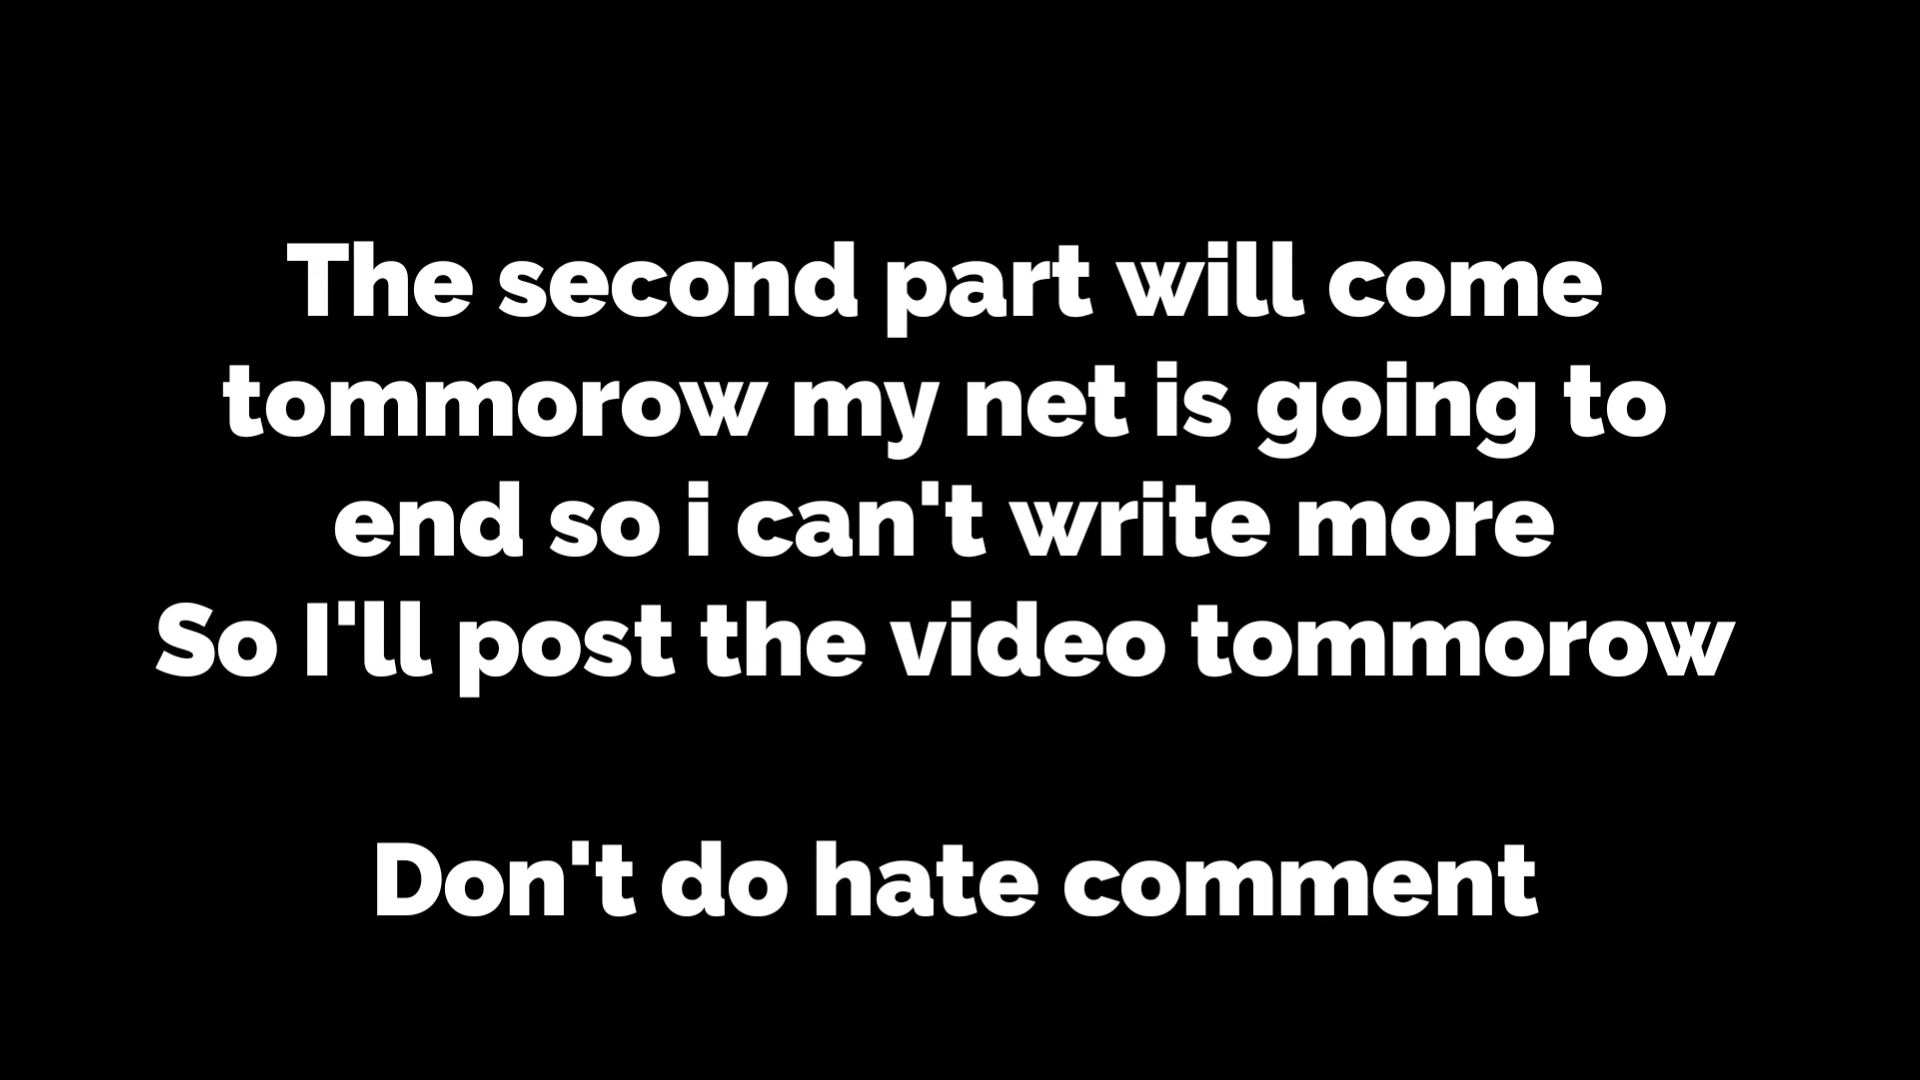 The second part will come
tommorow my net is going to
end so i can't write more
So I'll post the video tommorow
Don't do hate comment